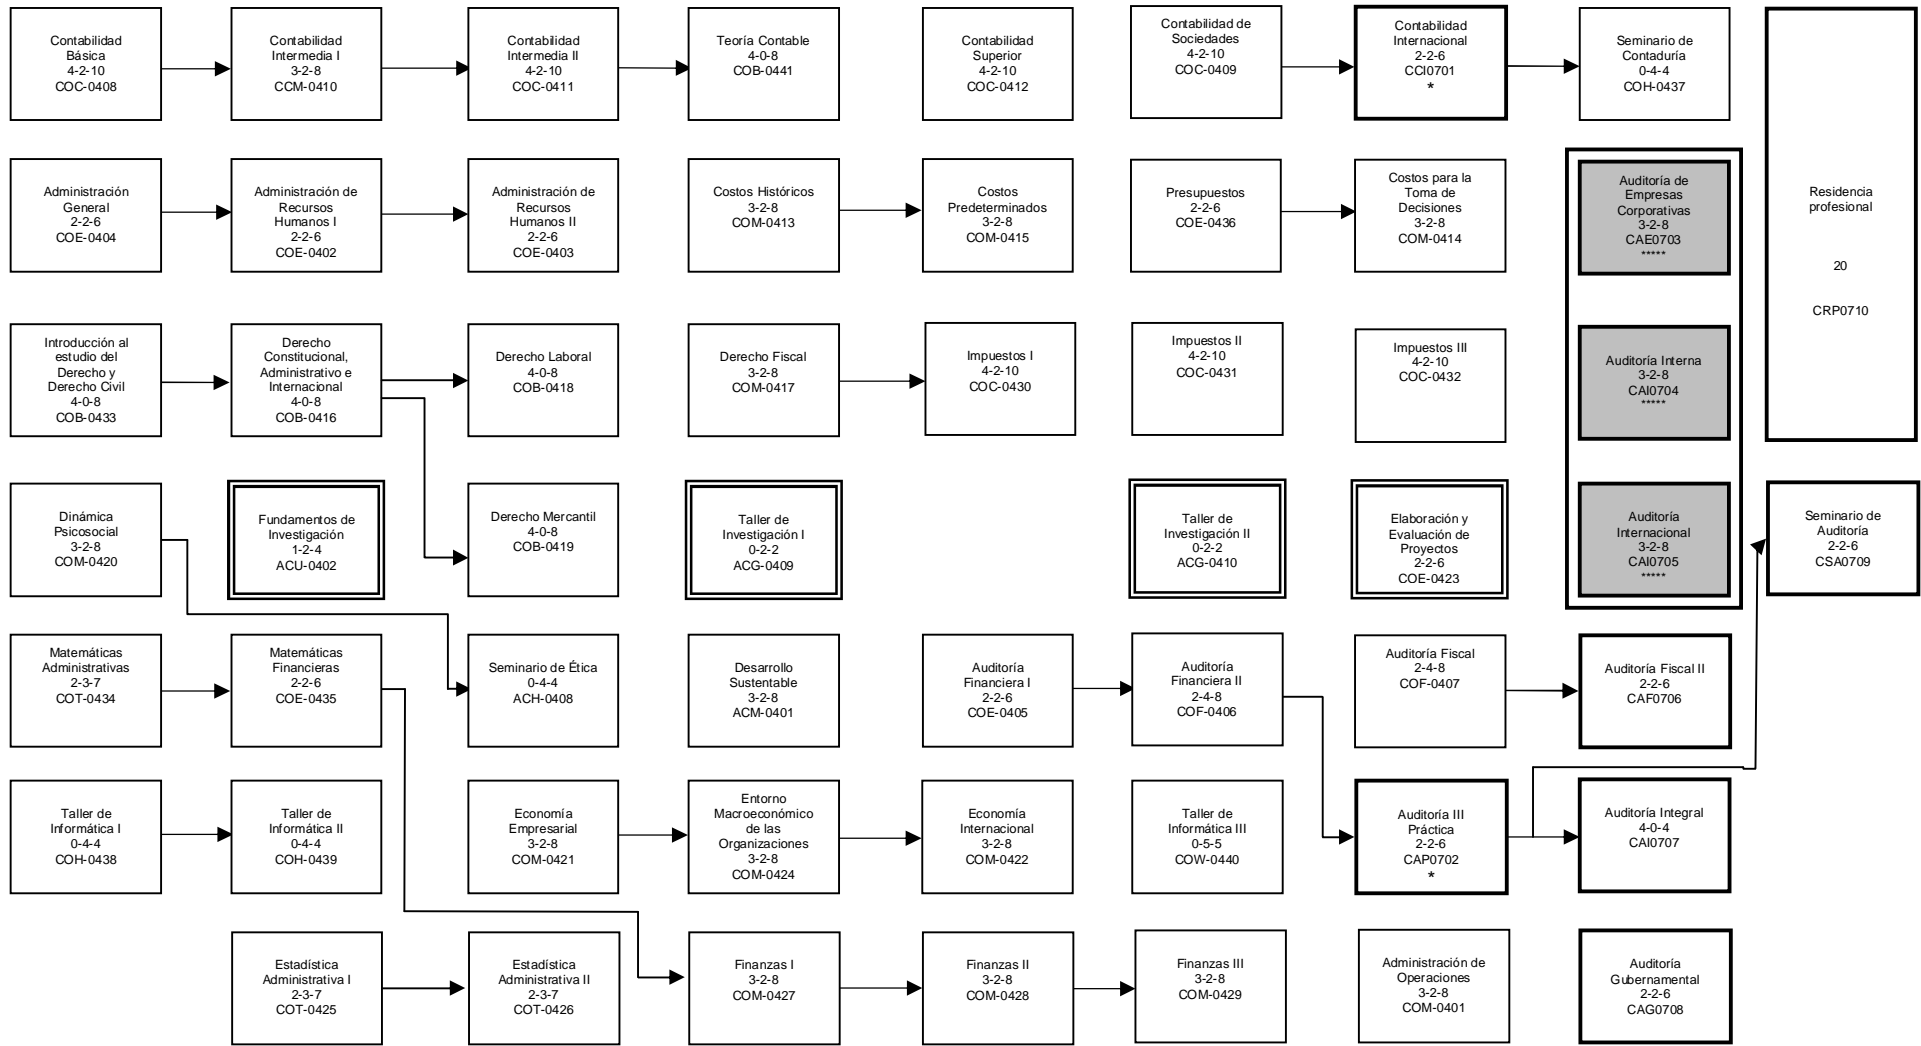 Contabilidad
Básica
4-2-10
COC-0408
Contabilidad
Intermedia I
3-2-8
CCM-0410
Contabilidad
Intermedia II
4-2-10
COC-0411
Teoría Contable
4-0-8
COB-0441
Contabilidad
Superior
4-2-10
COC-0412
Contabilidad de
Sociedades
4-2-10
COC-0409
Contabilidad
Internacional
2-2-6
CCI0701
*
Seminario de
Contaduría
0-4-4
COH-0437
Residencia
profesional
20
CRP0710
Administración
General
2-2-6
COE-0404
Administración de
Recursos
Humanos I
2-2-6
COE-0402
Administración de
Recursos
Humanos II
2-2-6
COE-0403
Costos Históricos
3-2-8
COM-0413
Costos
Predeterminados
3-2-8
COM-0415
Presupuestos
2-2-6
COE-0436
Costos para la
Toma de
Decisiones
3-2-8
COM-0414
Auditoría de
Empresas
Corporativas
3-2-8
CAE0703
*****
Introducción al
estudio del
Derecho y
Derecho Civil
4-0-8
COB-0433
Derecho
Constitucional,
Administrativo e
Internacional
4-0-8
COB-0416
Derecho Laboral
4-0-8
COB-0418
Derecho Fiscal
3-2-8
COM-0417
Impuestos I
4-2-10
COC-0430
Impuestos II
4-2-10
COC-0431
Impuestos III
4-2-10
COC-0432
Auditoría Interna
3-2-8
CAI0704
*****
Dinámica
Psicosocial
3-2-8
COM-0420
Fundamentos de
Investigación
1-2-4
ACU-0402
Derecho Mercantil
4-0-8
COB-0419
Taller de
Investigación I
0-2-2
ACG-0409
Taller de
Investigación II
0-2-2
ACG-0410
Elaboración y
Evaluación de
Proyectos
2-2-6
COE-0423
Auditoría
Internacional
3-2-8
CAI0705
*****
Seminario de
Auditoría
2-2-6
CSA0709
Matemáticas
Administrativas
2-3-7
COT-0434
Matemáticas
Financieras
2-2-6
COE-0435
Seminario de Ética
0-4-4
ACH-0408
Desarrollo
Sustentable
3-2-8
ACM-0401
Auditoría
Financiera I
2-2-6
COE-0405
Auditoría
Financiera II
2-4-8
COF-0406
Auditoría Fiscal
2-4-8
COF-0407
Auditoría Fiscal II
2-2-6
CAF0706
Taller de
Informática I
0-4-4
COH-0438
Taller de
Informática II
0-4-4
COH-0439
Economía
Empresarial
3-2-8
COM-0421
Entorno
Macroeconómico
de las
Organizaciones
3-2-8
COM-0424
Economía
Internacional
3-2-8
COM-0422
Taller de
Informática III
0-5-5
COW-0440
Auditoría III
Práctica
2-2-6
CAP0702
*
Auditoría Integral
4-0-4
CAI0707
Estadística
Administrativa I
2-3-7
COT-0425
Estadística
Administrativa II
2-3-7
COT-0426
Finanzas I
3-2-8
COM-0427
Finanzas II
3-2-8
COM-0428
Finanzas III
3-2-8
COM-0429
Administración de
Operaciones
3-2-8
COM-0401
Auditoría
Gubernamental
2-2-6
CAG0708